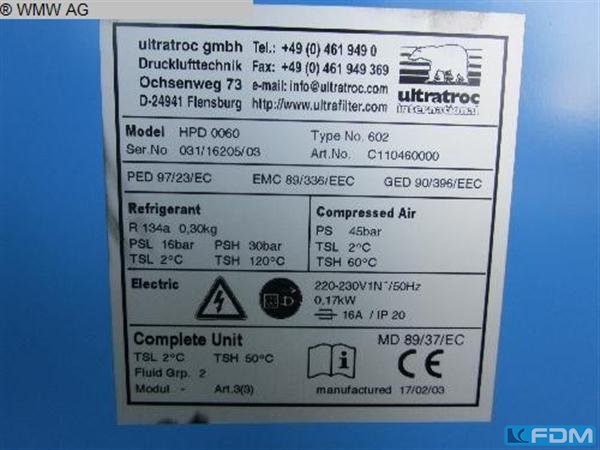 ® WMW AG
ultratroc gmbh Tel.: +49 (0) 461 949 0
Drucklufttechnik Fax: +49 (0) 461 949 369
Ochsenweg 73 e-mail: info@ultratroc.com
D-24941 Flensburg http://www.ultrafilter.com
ultratroc
international
Model HPD 0060 Type No. 602
Ser.No 031/16205/03 Art.No. C110460000
PED 97/23/EC EMC 89/336/EEC GED 90/396/EEC
Refrigerant
R 134a 0,30kg
PSL 16bar PSH 30bar
TSL 2°C TSH 120°C
Compressed Air
PS 45bar
TSL 2°C
TSH 60°C
Electric
220-230V1N~/50Hz
0,17kW
16A / IP 20
Complete Unit
TSL 2°C TSH 50°C
Fluid Grp. 2
Modul - Art.3(3)
i
MD 89/37/EC
CE
manufactured 17/02/03
FDM